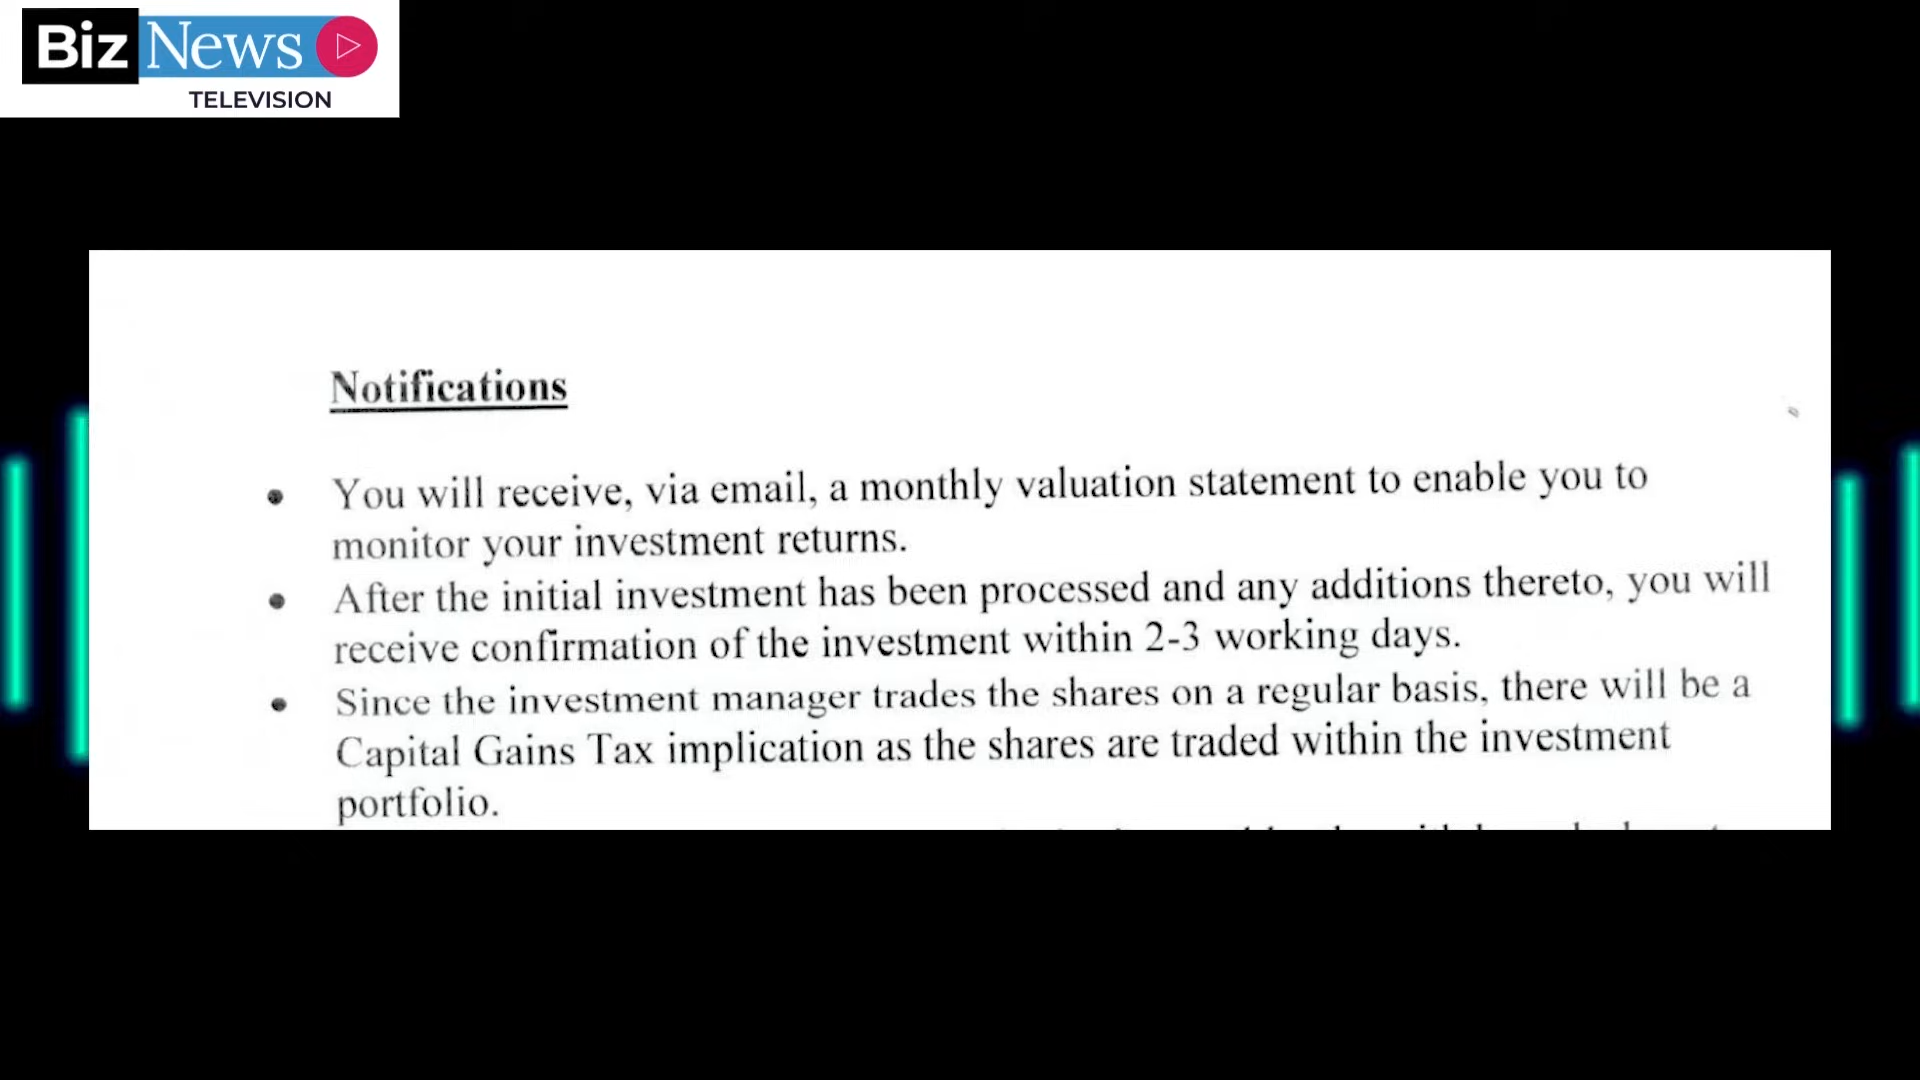 Biz News
TELEVISION
Notifications
• You will receive, via email, a monthly valuation statement to enable you to
monitor your investment returns.
• After the initial investment has been processed and any additions thereto, you will
receive confirmation of the investment within 2-3 working days.
• Since the investment manager trades the shares on a regular basis, there will be a
Capital Gains Tax implication as the shares are traded within the investment
portfolio.